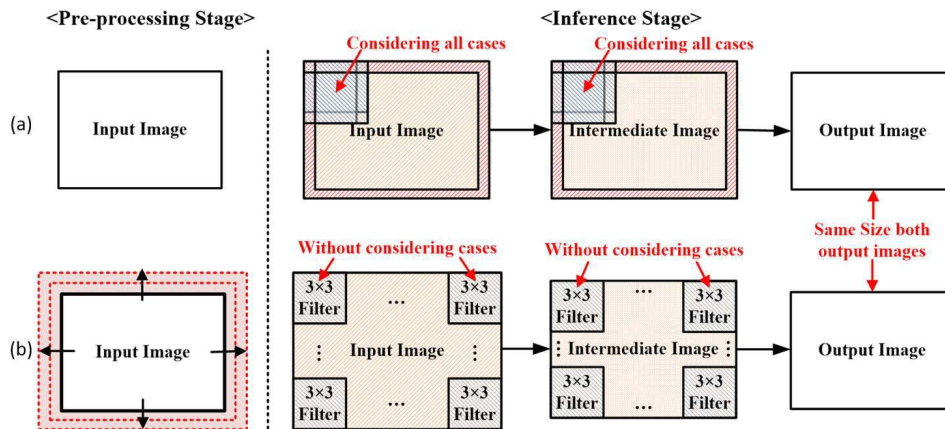 <Pre-processing Stage>
<Inference Stage>
Considering all cases
Considering all cases
(a)
Input Image
Input Image
Intermediate Image
Output Image
Same Size both
output images
Without considering cases
Without considering cases
(b)
Input Image
3×3
Filter
...
3×3
Filter
⋮
Input Image
⋮
3×3
Filter
...
3×3
Filter
3×3
Filter
...
3×3
Filter
⋮
Intermediate Image
⋮
3×3
Filter
...
3×3
Filter
Output Image